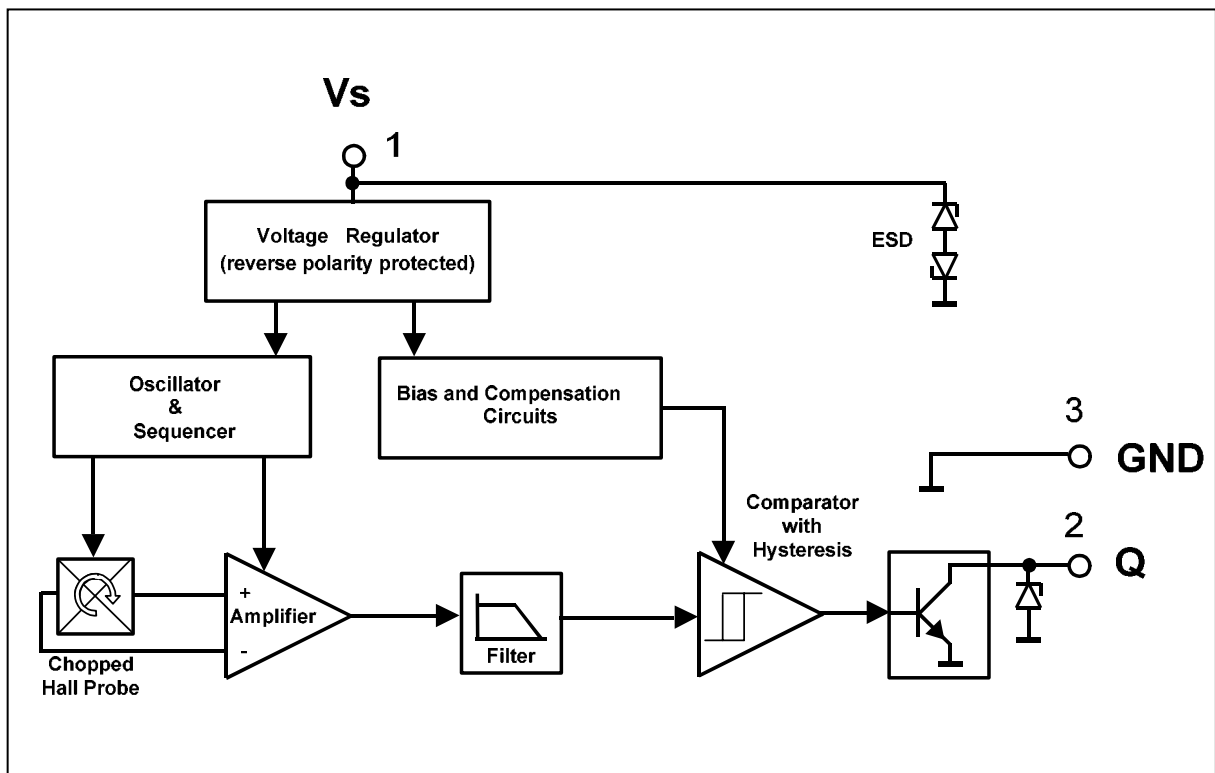 Vs
1
Voltage Regulator
(reverse polarity protected)
ESD
Oscillator
&
Sequencer
Bias and Compensation
Circuits
3
GND
Comparator
with
Hysteresis
2
Q
+
Amplifier
-
Filter
Chopped
Hall Probe